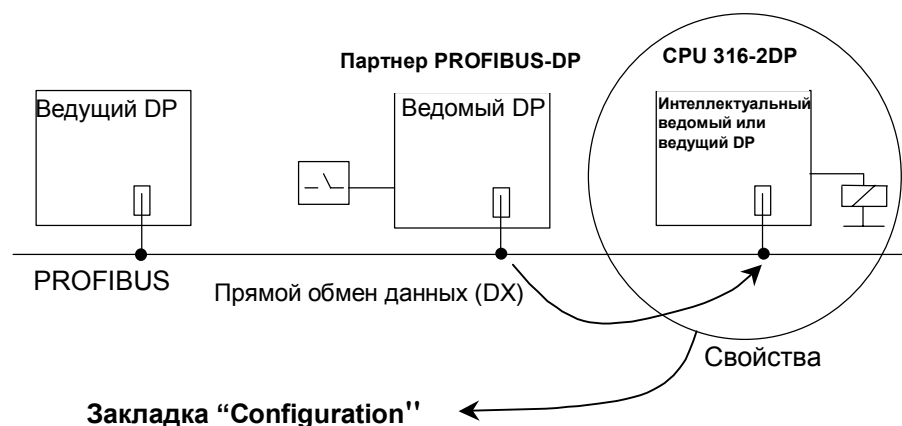 Партнер PROFIBUS-DP
CPU 316-2DP
Ведущий DP
Ведомый DP
Интеллектуальный
ведомый или
ведущий DP
PROFIBUS
Прямой обмен данных (DX)
Свойства
Закладка “Configuration"